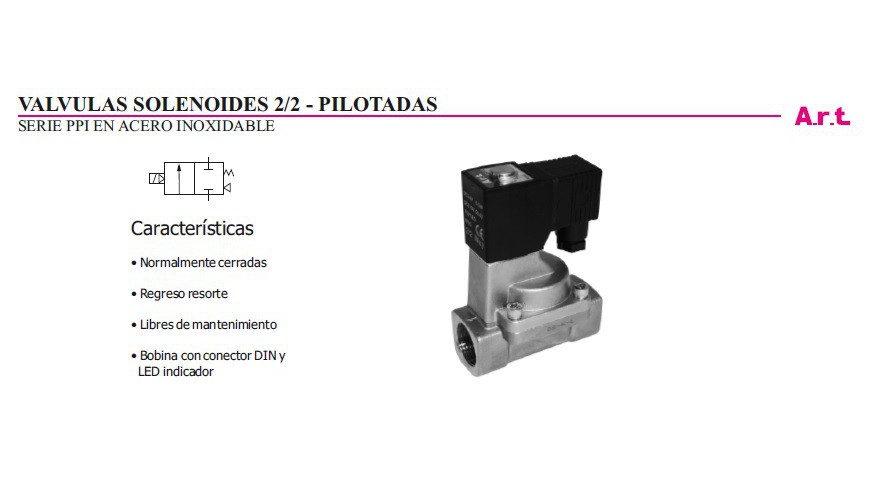 VALVULAS SOLENOIDES 2/2 - PILOTADAS
SERIE PPI EN ACERO INOXIDABLE
A.r.t.
Características
• Normalmente cerradas
• Regreso resorte
• Libres de mantenimiento
• Bobina con conector DIN y
LED indicador
CE